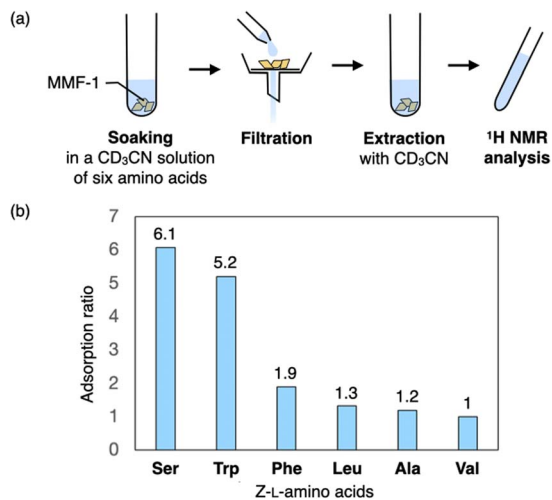 (a)
MMF-1
Soaking
in a CD₃CN solution
of six amino acids
Filtration
Extraction
with CD₃CN
¹H NMR
analysis
(b)
Adsorption ratio
7
6
5
4
3
2
1
0
6.1
5.2
1.9
1.3
1.2
1
Ser Trp Phe Leu Ala Val
Z-L-amino acids